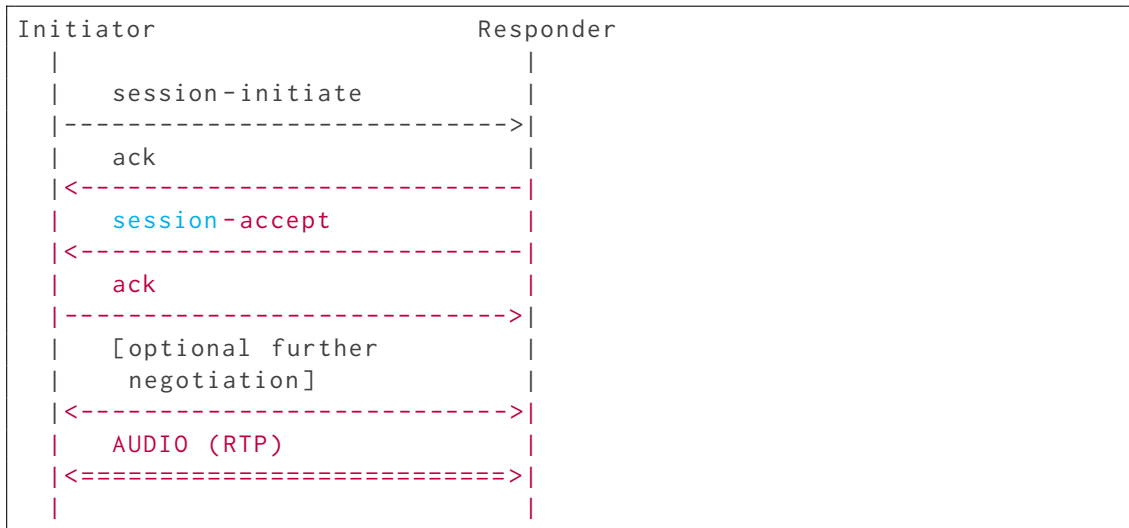 Initiator                    Responder
  |                             |
  |   session-initiate          |
  |---------------------------->|
  |   ack                       |
  |<----------------------------|
  |   session-accept            |
  |<----------------------------|
  |   ack                       |
  |---------------------------->|
  |   [optional further         |
  |    negotiation]             |
  |<--------------------------->|
  |   AUDIO (RTP)               |
  |<===========================>|
  |                             |